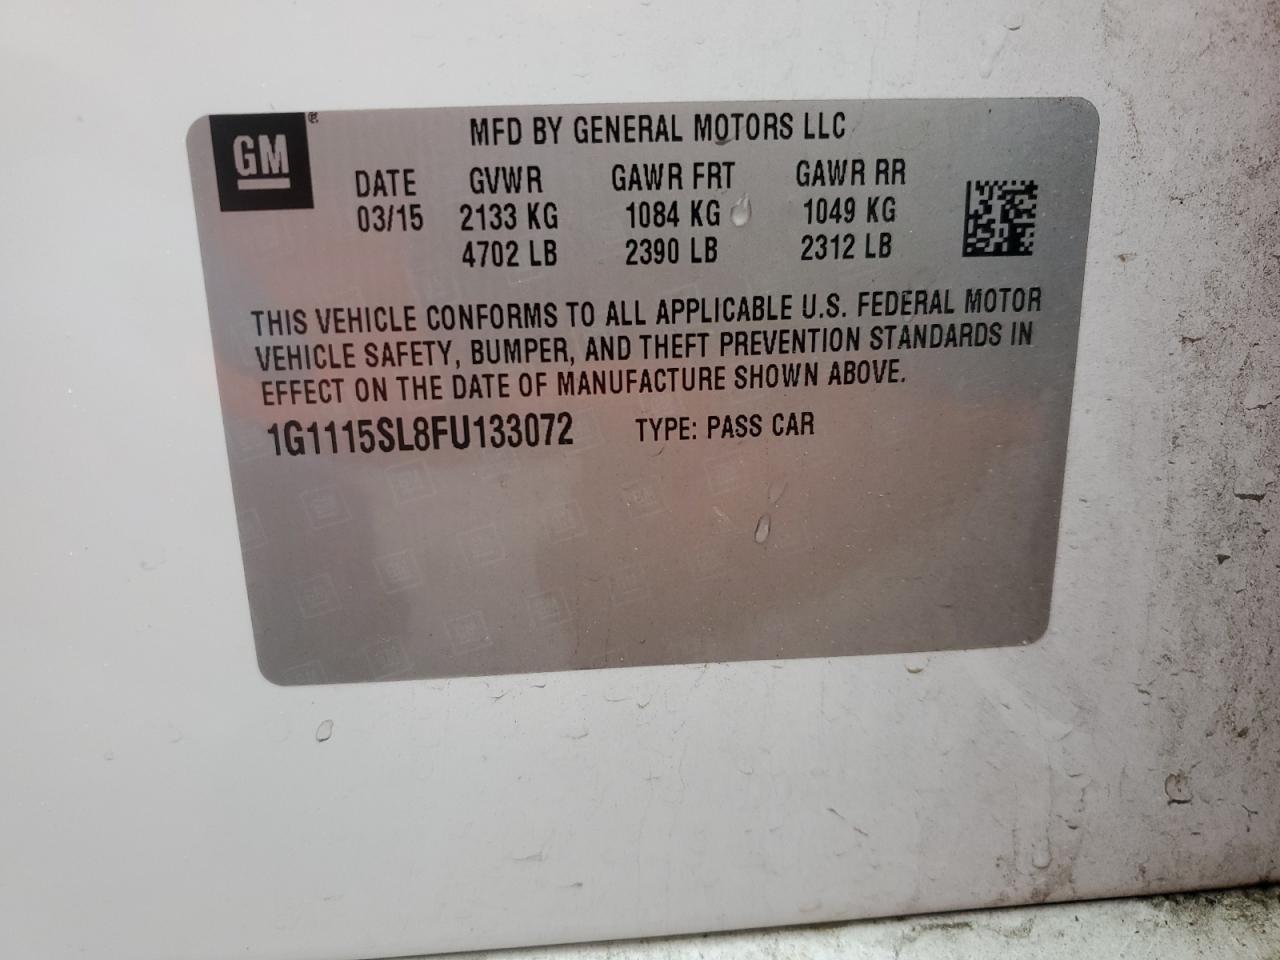 GM®
MFD BY GENERAL MOTORS LLC
DATE GVWR GAWR FRT GAWR RR
03/15 2133 KG 1084 KG 1049 KG
4702 LB 2390 LB 2312 LB
THIS VEHICLE CONFORMS TO ALL APPLICABLE U.S. FEDERAL MOTOR
VEHICLE SAFETY, BUMPER, AND THEFT PREVENTION STANDARDS IN
EFFECT ON THE DATE OF MANUFACTURE SHOWN ABOVE.
1G1115SL8FU133072 TYPE: PASS CAR